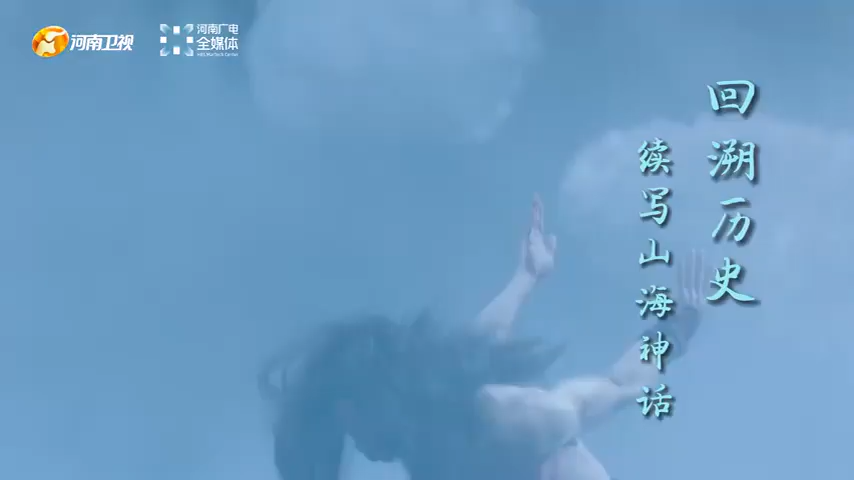 河南卫视
河南广电
全媒体
回溯历史
续写山海神话